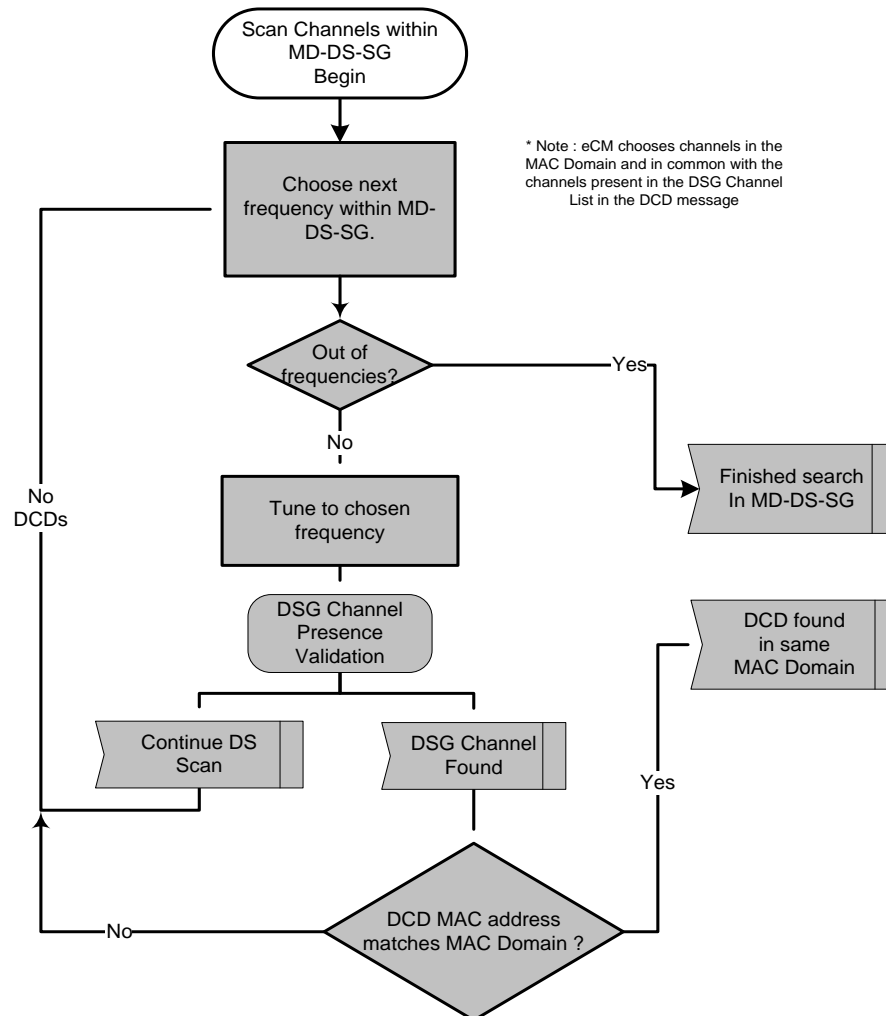 Scan Channels within
MD-DS-SG
Begin
* Note : eCM chooses channels in the
MAC Domain and in common with the
channels present in the DSG Channel
List in the DCD message
Choose next
frequency within MD-
DS-SG.
Out of
frequencies?
Yes
No
Finished search
In MD-DS-SG
No
DCDs
Tune to chosen
frequency
DSG Channel
Presence
Validation
DCD found
in same
MAC Domain
Continue DS
Scan
DSG Channel
Found
Yes
DCD MAC address
matches MAC Domain ?
No